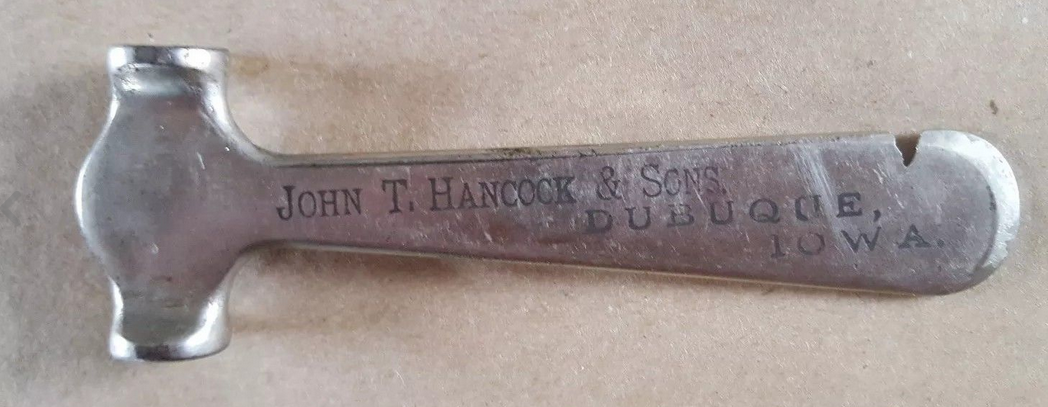 JOHN T. HANCOCK & SONS.
DUBUQUE,
IOWA.